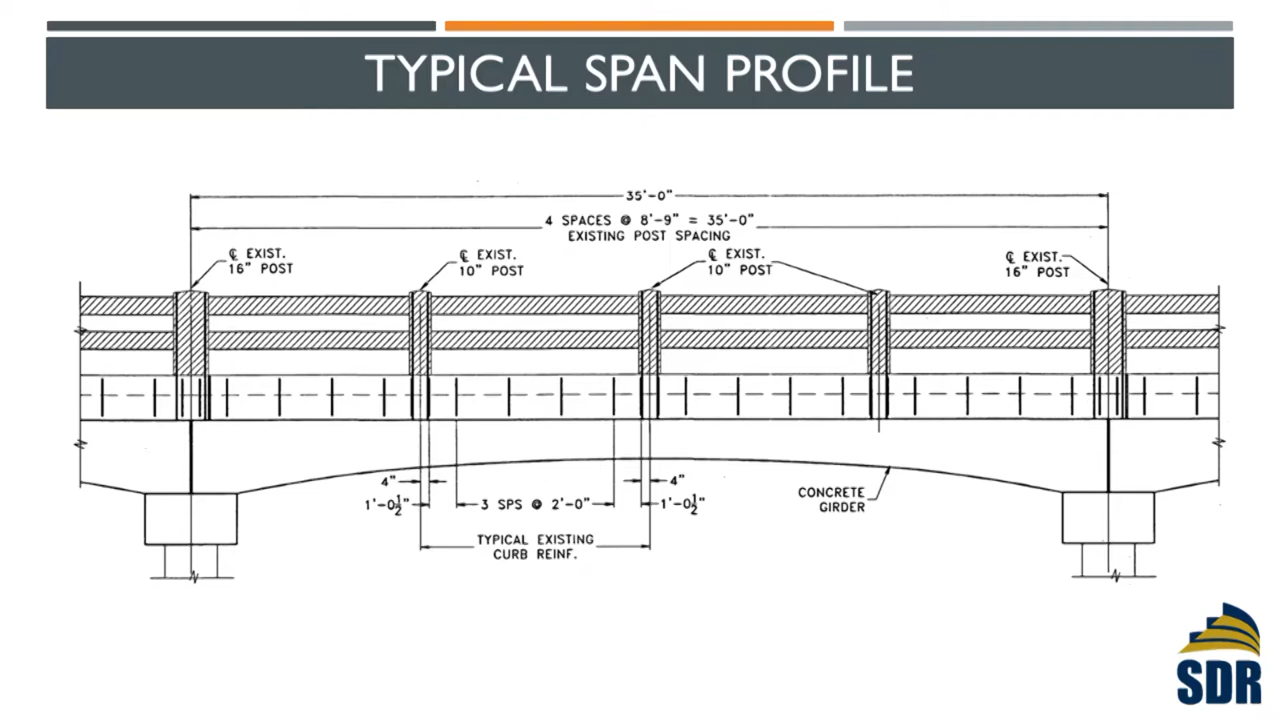 TYPICAL SPAN PROFILE
35'-0"
4 SPACES @ 8'-9" = 35'-0"
EXISTING POST SPACING
℄ EXIST.
16" POST
℄ EXIST.
10" POST
℄ EXIST.
10" POST
℄ EXIST.
16" POST
4"
4"
1'-0½"
3 SPS @ 2'-0"
1'-0½"
CONCRETE
GIRDER
TYPICAL EXISTING
CURB REINF.
SDR